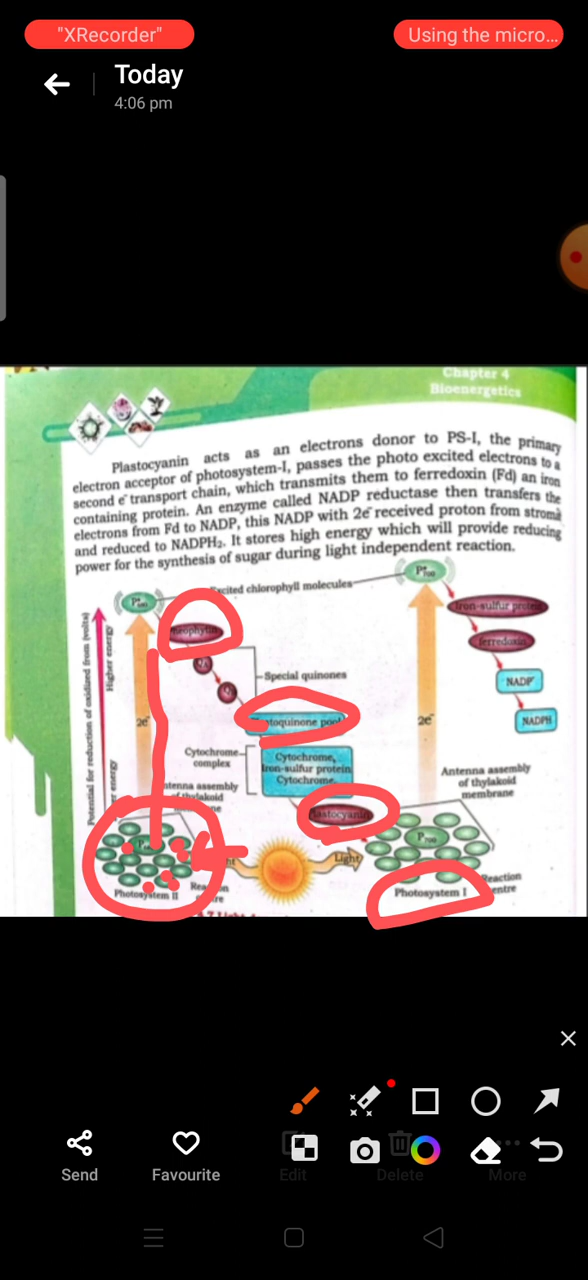 "XRecorder"
Using the micro...
Today
4:06 pm
Chapter 4
Bioenergetics
Plastocyanin acts as an electrons donor to PS-I, the primary
electron acceptor of photosystem-I, passes the photo excited electrons to a
second e⁻ transport chain, which transmits them to ferredoxin (Fd) an iron
containing protein. An enzyme called NADP reductase then transfers the
electrons from Fd to NADP, this NADP with 2e⁻ received proton from stroma
and reduced to NADPH₂. It stores high energy which will provide reducing
power for the synthesis of sugar during light independent reaction.
Excited chlorophyll molecules
Iron-sulfur protein
ferredoxin
NADP
NADPH
Special quinones
2e⁻
2e⁻
Potential for reduction of oxidized from (volts)
Higher energy
energy
Cytochrome
complex
Cytochrome,
Iron-sulfur protein
Cytochrome
Antenna assembly
of thylakoid
membrane
P700
Light
Photosystem II
Photosystem I
Reaction
Send
Favourite
Edit
Delete
More